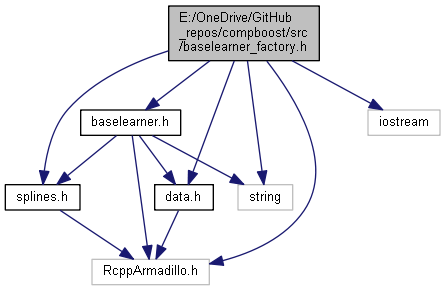 E:/OneDrive/GitHub
_repos/compboost/src
/baselearner_factory.h
baselearner.h
iostream
splines.h
data.h
string
RcppArmadillo.h